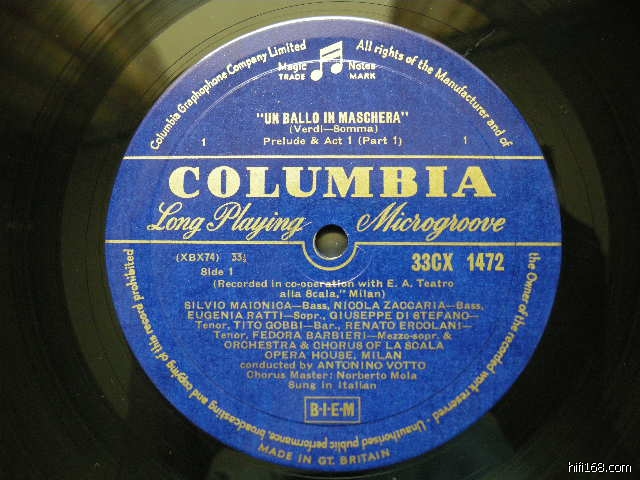 Columbia Graphophone Company Limited
All rights of the Manufacturer and of
the Owner of the recorded work reserved · Unauthorised public performance, broadcasting and copying of this record prohibited
Magic Notes
TRADE MARK
"UN BALLO IN MASCHERA"
(Verdi—Somma)
1 Prelude & Act 1 (Part 1) 1
COLUMBIA
Long Playing Microgroove
(XBX74) 33⅓ 33CX 1472
Side 1
(Recorded in co-operation with E. A. Teatro
alla Scala," Milan)
SILVIO MAIONICA—Bass, NICOLA ZACCARIA—Bass,
EUGENIA RATTI—Sopr., GIUSEPPE DI STEFANO—
Tenor, TITO GOBBI—Bar., RENATO ERCOLANI—
Tenor, FEDORA BARBIERI—Mezzo-sopr. &
ORCHESTRA & CHORUS OF LA SCALA
OPERA HOUSE, MILAN
conducted by ANTONINO VOTTO
Chorus Master: Norberto Mola
Sung in Italian
B·I·E·M
MADE IN GT. BRITAIN
hifi168.com